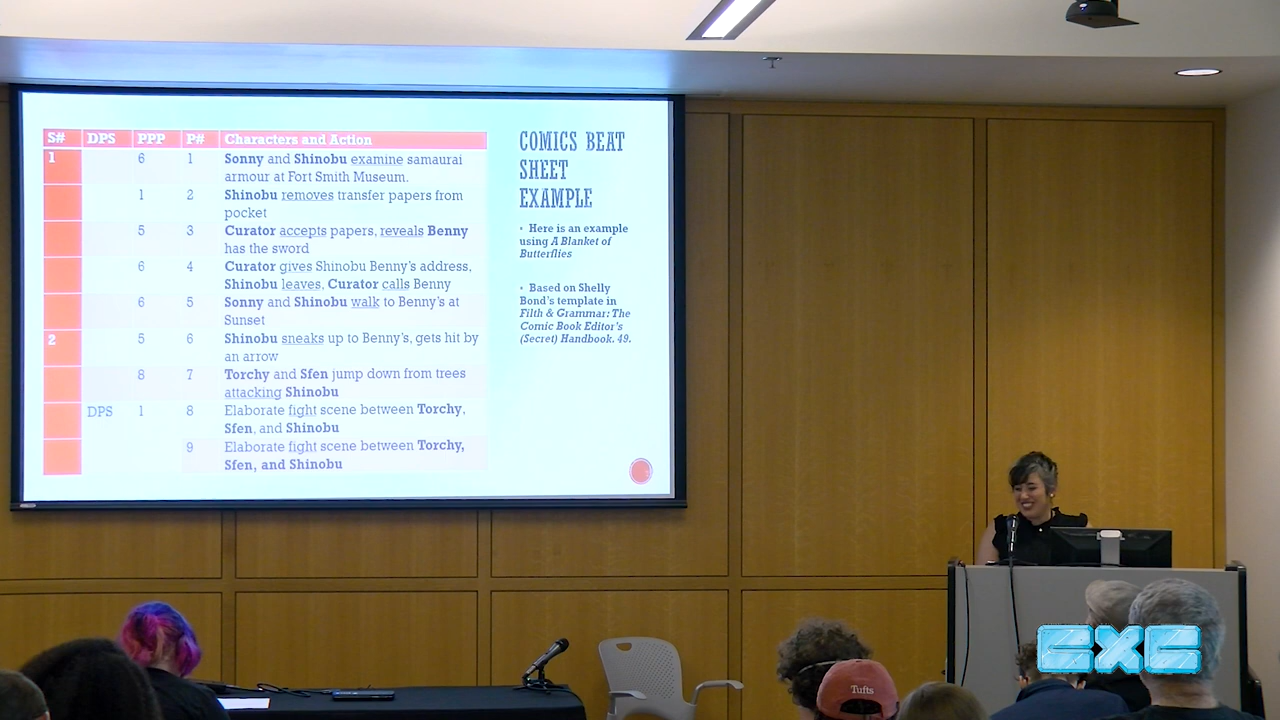 S# DPS PPP P# Characters and Action
1 6 1 Sonny and Shinobu examine samaurai
armour at Fort Smith Museum.
1 2 Shinobu removes transfer papers from
pocket
5 3 Curator accepts papers, reveals Benny
has the sword
6 4 Curator gives Shinobu Benny's address,
Shinobu leaves, Curator calls Benny
6 5 Sonny and Shinobu walk to Benny's at
Sunset
2 5 6 Shinobu sneaks up to Benny's, gets hit by
an arrow
8 7 Torchy and Sfen jump down from trees
attacking Shinobu
DPS 1 8 Elaborate fight scene between Torchy,
Sfen, and Shinobu
9 Elaborate fight scene between Torchy,
Sfen, and Shinobu
COMICS BEAT
SHEET
EXAMPLE
• Here is an example
using A Blanket of
Butterflies
• Based on Shelly
Bond's template in
Filth & Grammar: The
Comic Book Editor's
(Secret) Handbook. 49.
Tufts
CXC